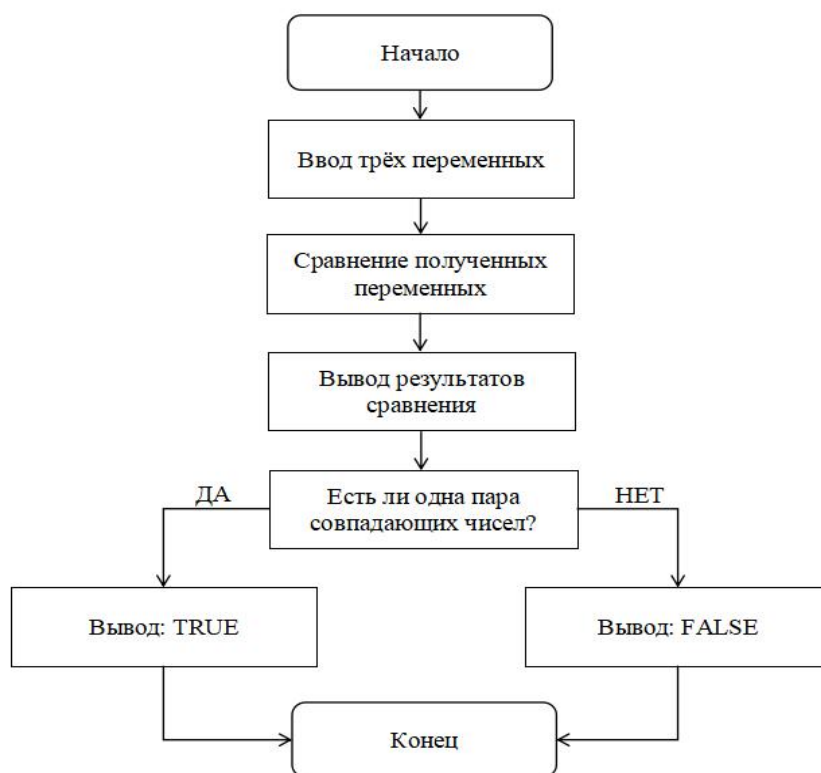 Начало
Ввод трёх переменных
Сравнение полученных
переменных
Вывод результатов
сравнения
Есть ли одна пара
совпадающих чисел?
ДА
НЕТ
Вывод: TRUE
Вывод: FALSE
Конец